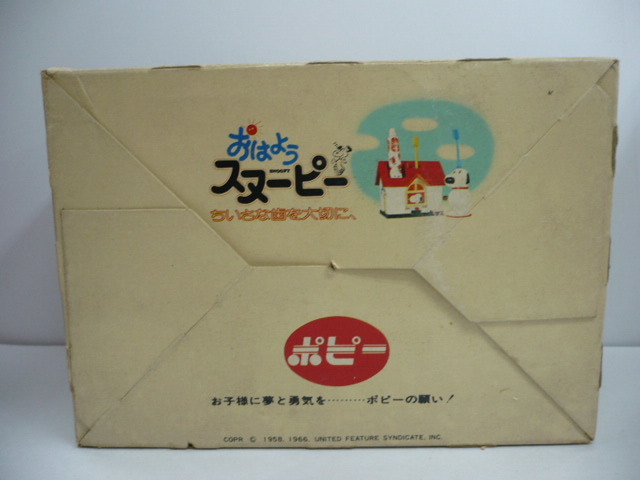 おはよう
SNOOPY
スヌーピー
ちいちな歯を大切に、
ポピー
お子様に夢と勇気を………ポピーの願い!
COPR © 1958, 1966, UNITED FEATURE SYNDICATE, INC.